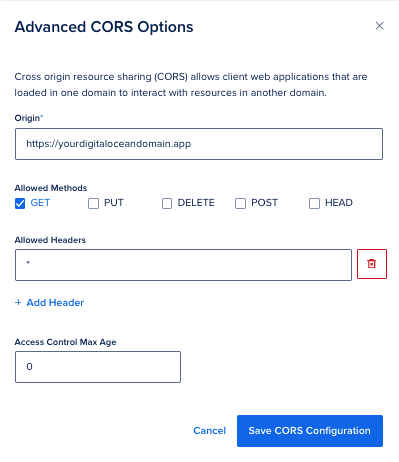 Advanced CORS Options
Cross origin resource sharing (CORS) allows client web applications that are
loaded in one domain to interact with resources in another domain.
Origin*
https://yourdigitaloceandomain.app
Allowed Methods
GET PUT DELETE POST HEAD
Allowed Headers
*
+ Add Header
Access Control Max Age
0
Cancel Save CORS Configuration